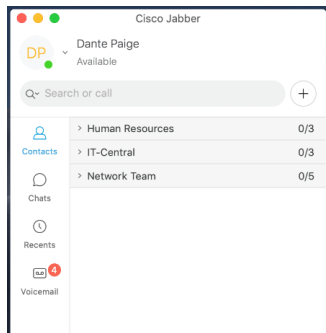 Cisco Jabber
DP
Dante Paige
Available
Search or call
Contacts
Human Resources 0/3
IT-Central 0/3
Network Team 0/5
Chats
Recents
4
Voicemail